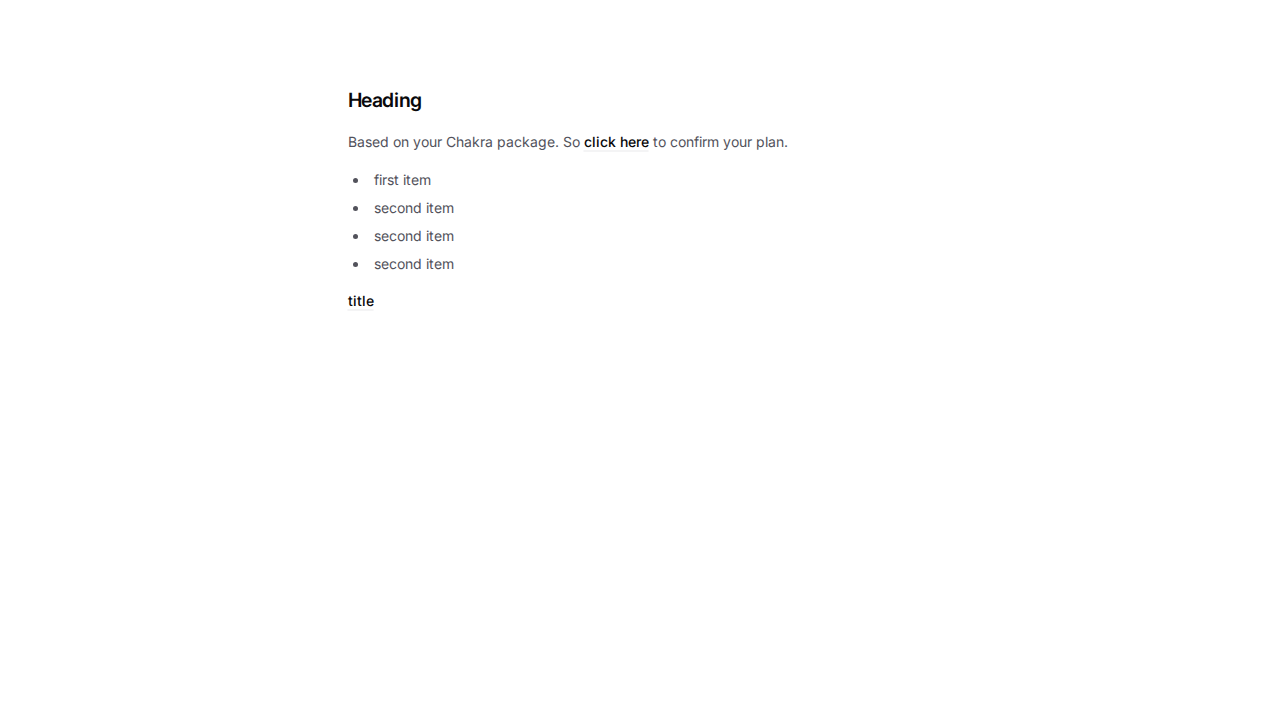 Heading
Based on your Chakra package. So click here to confirm your plan.
first item
second item
second item
second item
title